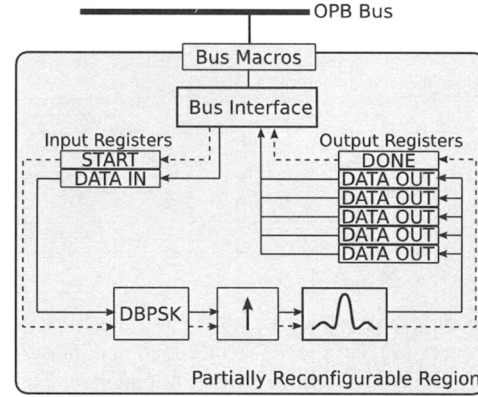 OPB Bus
Bus Macros
Bus Interface
Input Registers
START
DATA IN
Output Registers
DONE
DATA OUT
DATA OUT
DATA OUT
DATA OUT
DATA OUT
DBPSK
Partially Reconfigurable Region